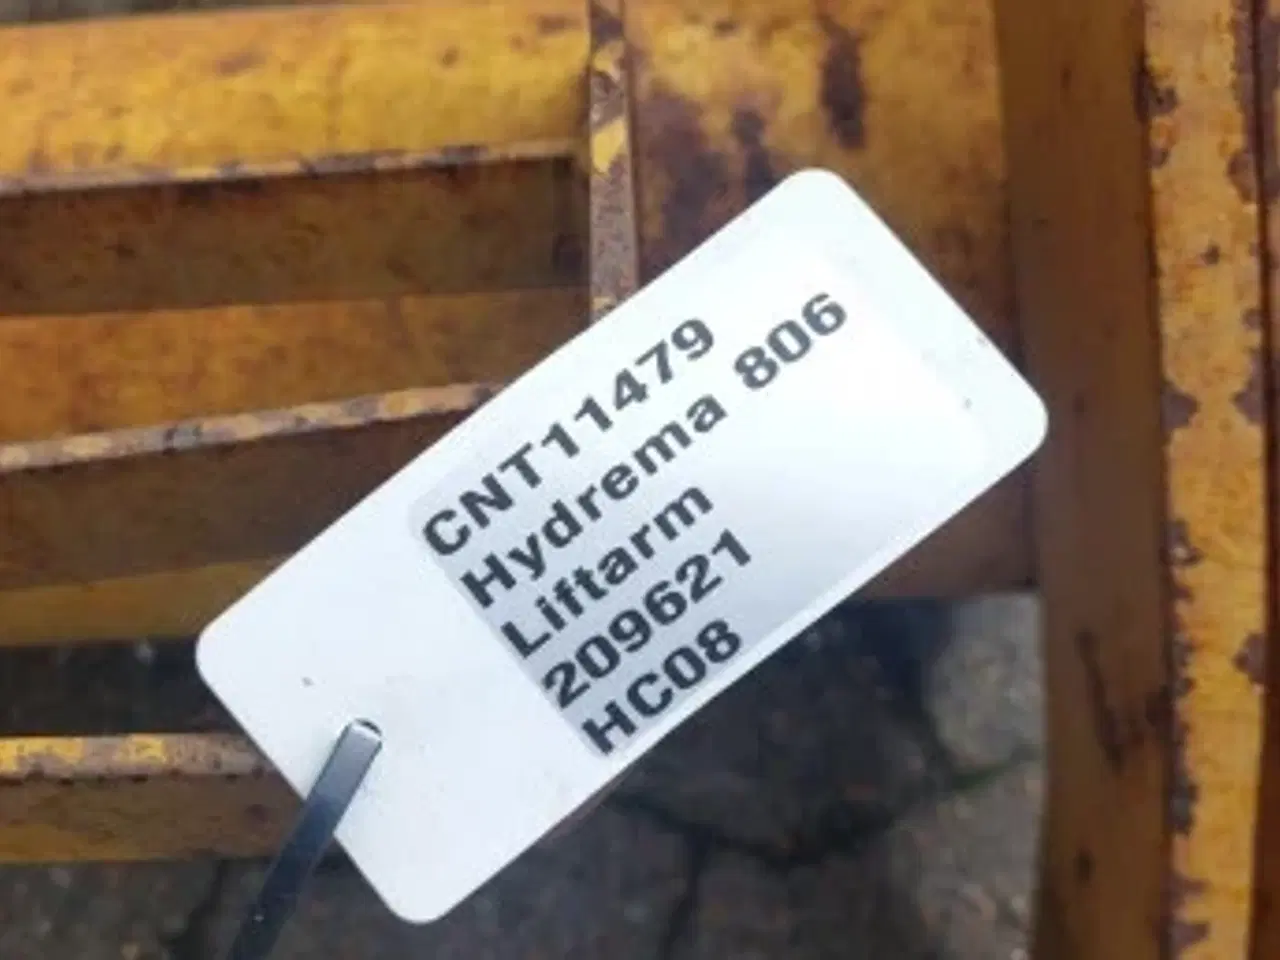 CNT11479
Hydrema 806
Liftarm
209621
HC08